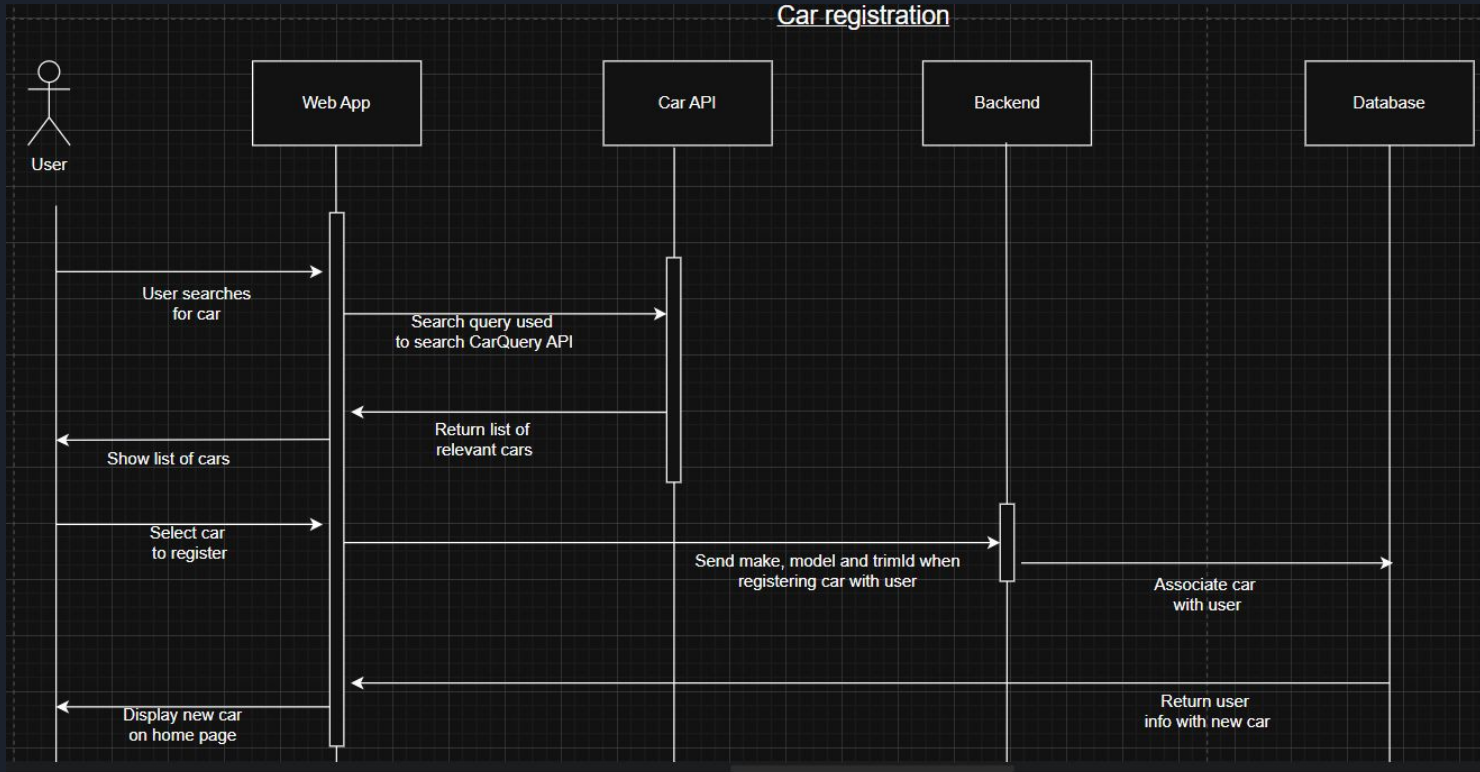 Car registration
Web App
Car API
Backend
Database
User
User searches
for car
Search query used
to search CarQuery API
Return list of
relevant cars
Show list of cars
Select car
to register
Send make, model and trimId when
registering car with user
Associate car
with user
Return user
info with new car
Display new car
on home page